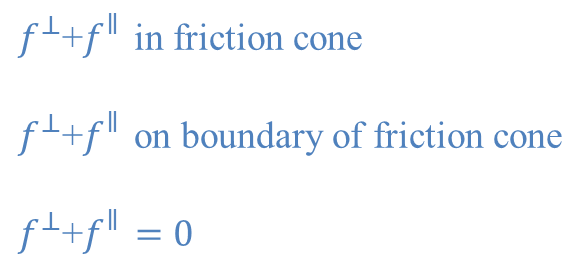 f⊥+f∥ in friction cone
f⊥+f∥ on boundary of friction cone
f⊥+f∥ = 0